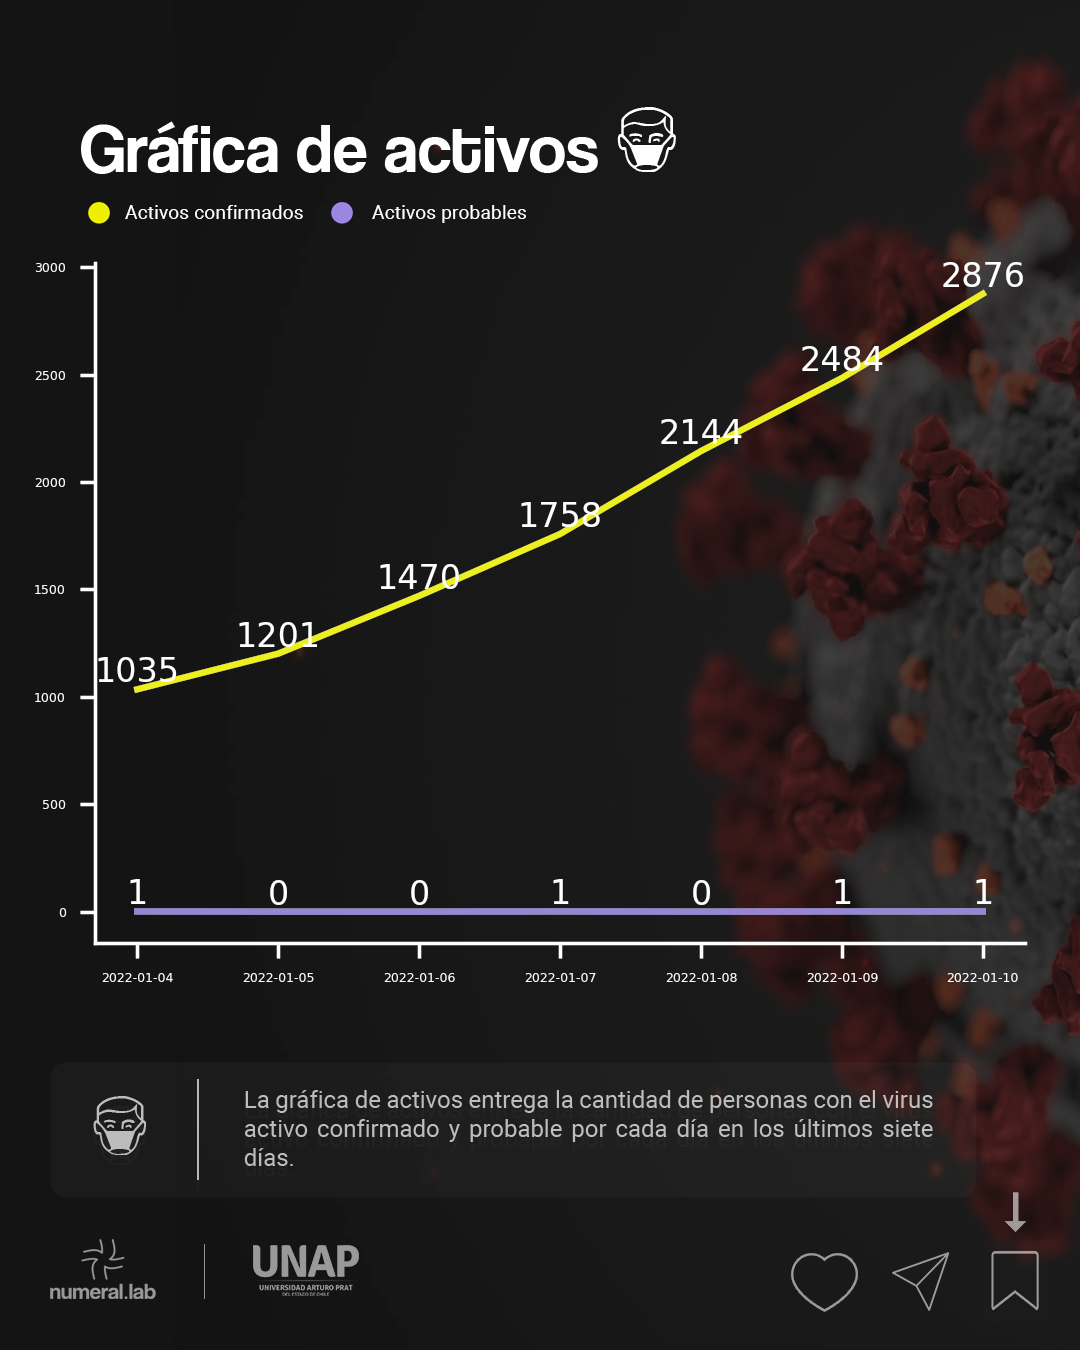 Gráfica de activos
Activos confirmados Activos probables
3000
2500
2000
1500
1000
500
0
1035
1201
1470
1758
2144
2484
2876
1 0 0 1 0 1 1
2022-01-04 2022-01-05 2022-01-06 2022-01-07 2022-01-08 2022-01-09 2022-01-10
La gráfica de activos entrega la cantidad de personas con el virus
activo confirmado y probable por cada día en los últimos siete
días.
numeral.lab
UNAP
UNIVERSIDAD ARTURO PRAT
DEL ESTADO DE CHILE